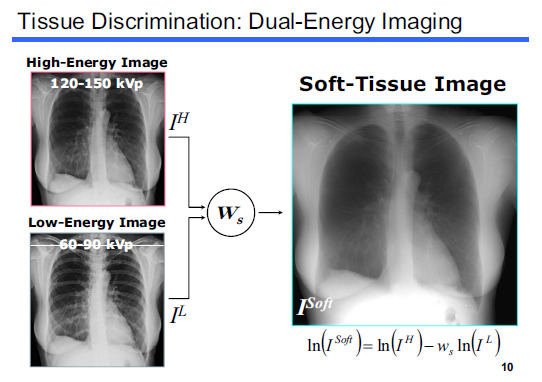 Tissue Discrimination: Dual-Energy Imaging
High-Energy Image
120-150 kVp
I^H
Low-Energy Image
60-90 kVp
I^L
w_s
Soft-Tissue Image
I^Soft
ln(I^Soft) = ln(I^H) − w_s ln(I^L)
10